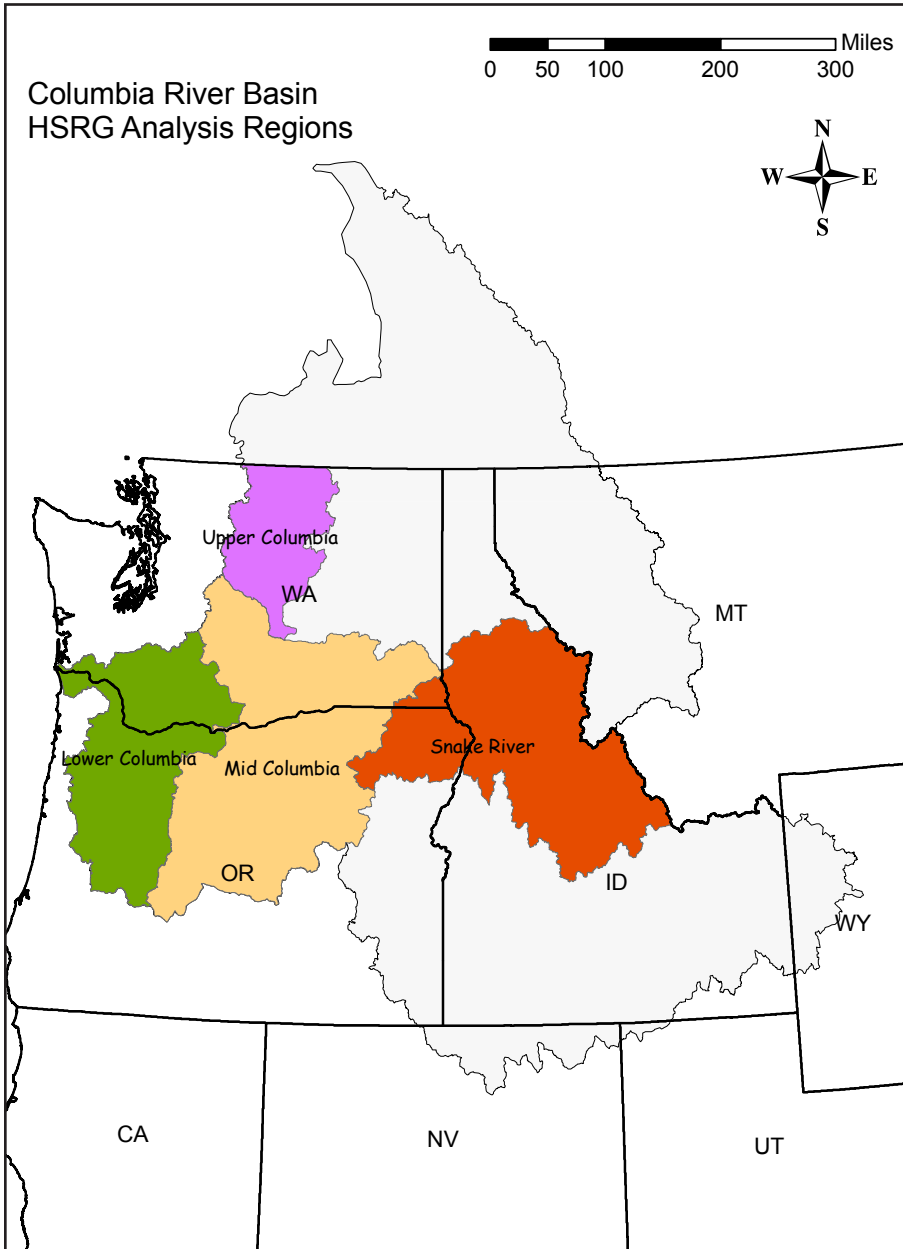 Miles
0 50 100 200 300
Columbia River Basin
HSRG Analysis Regions
N
W E
S
Upper Columbia
WA
MT
Lower Columbia
Snake River
Mid Columbia
OR
ID
WY
CA
NV
UT